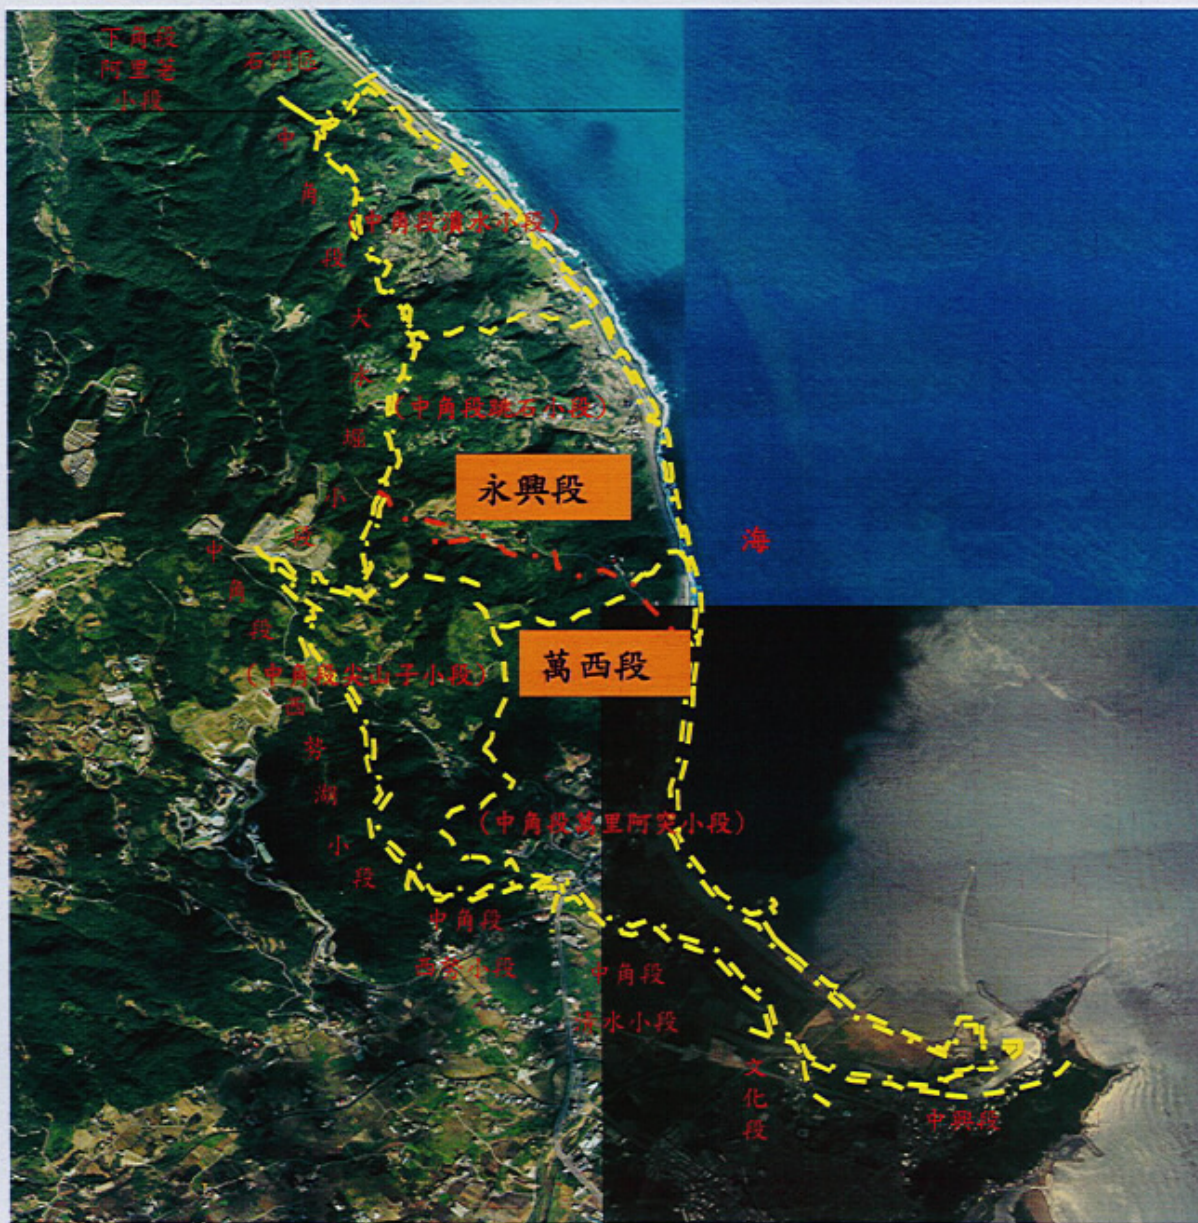 下角段
阿里荖
小段
石門區
中
角
段
大
水
堀
小
段
(中角段濆水小段)
(中角段跳石小段)
永興段
海
中
角
段
西
勢
湖
小
段
(中角段尖山子小段)
萬西段
(中角段萬里阿突小段)
中角段
西勢小段
中角段
清水小段
文
化
段
中興段